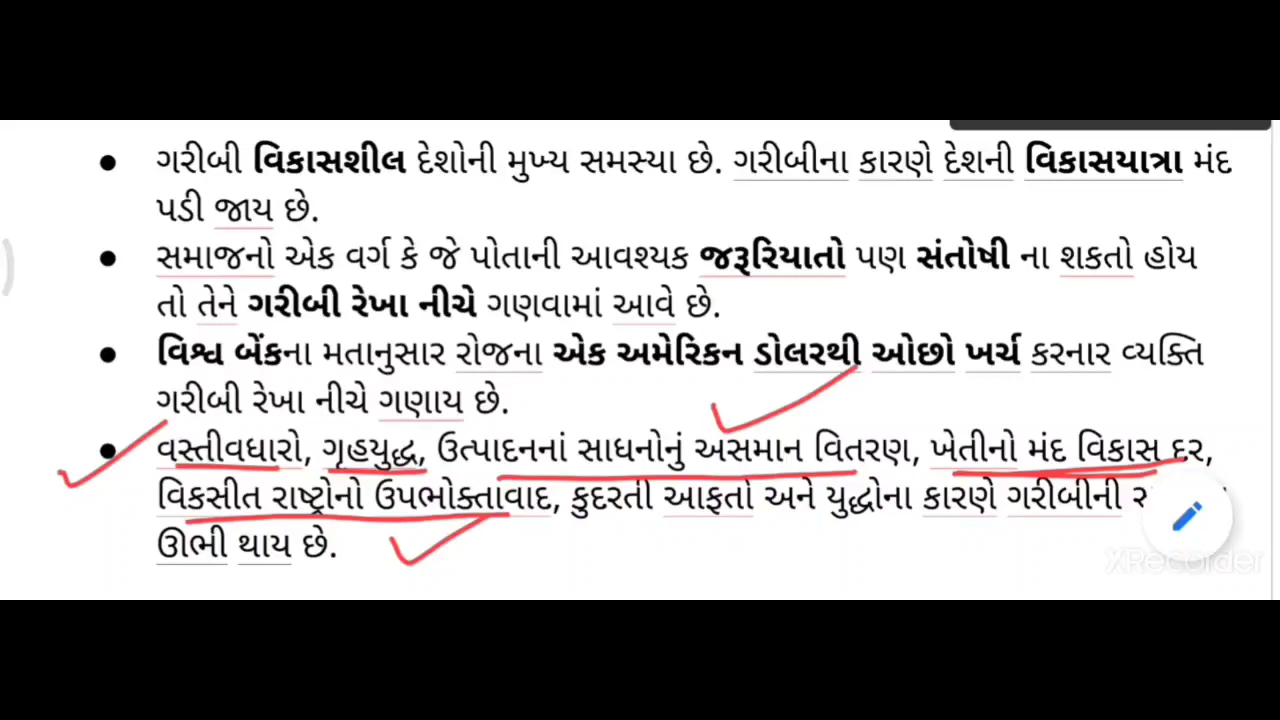 ● ગરીબી વિકાસશીલ દેશોની મુખ્ય સમસ્યા છે. ગરીબીના કારણે દેશની વિકાસયાત્રા મંદ
પડી જાય છે.
● સમાજનો એક વર્ગ કે જે પોતાની આવશ્યક જરૂરિયાતો પણ સંતોષી ના શકતો હોય
તો તેને ગરીબી રેખા નીચે ગણવામાં આવે છે.
● વિશ્વ બેંકના મતાનુસાર રોજના એક અમેરિકન ડોલરથી ઓછો ખર્ચ કરનાર વ્યક્તિ
ગરીબી રેખા નીચે ગણાય છે.
● વસ્તીવધારો, ગૃહયુદ્ધ, ઉત્પાદનનાં સાધનોનું અસમાન વિતરણ, ખેતીનો મંદ વિકાસ દર,
વિકસીત રાષ્ટ્રોનો ઉપભોક્તાવાદ, કુદરતી આફતો અને યુદ્ધોના કારણે ગરીબીની
ઊભી થાય છે.
XRecorder